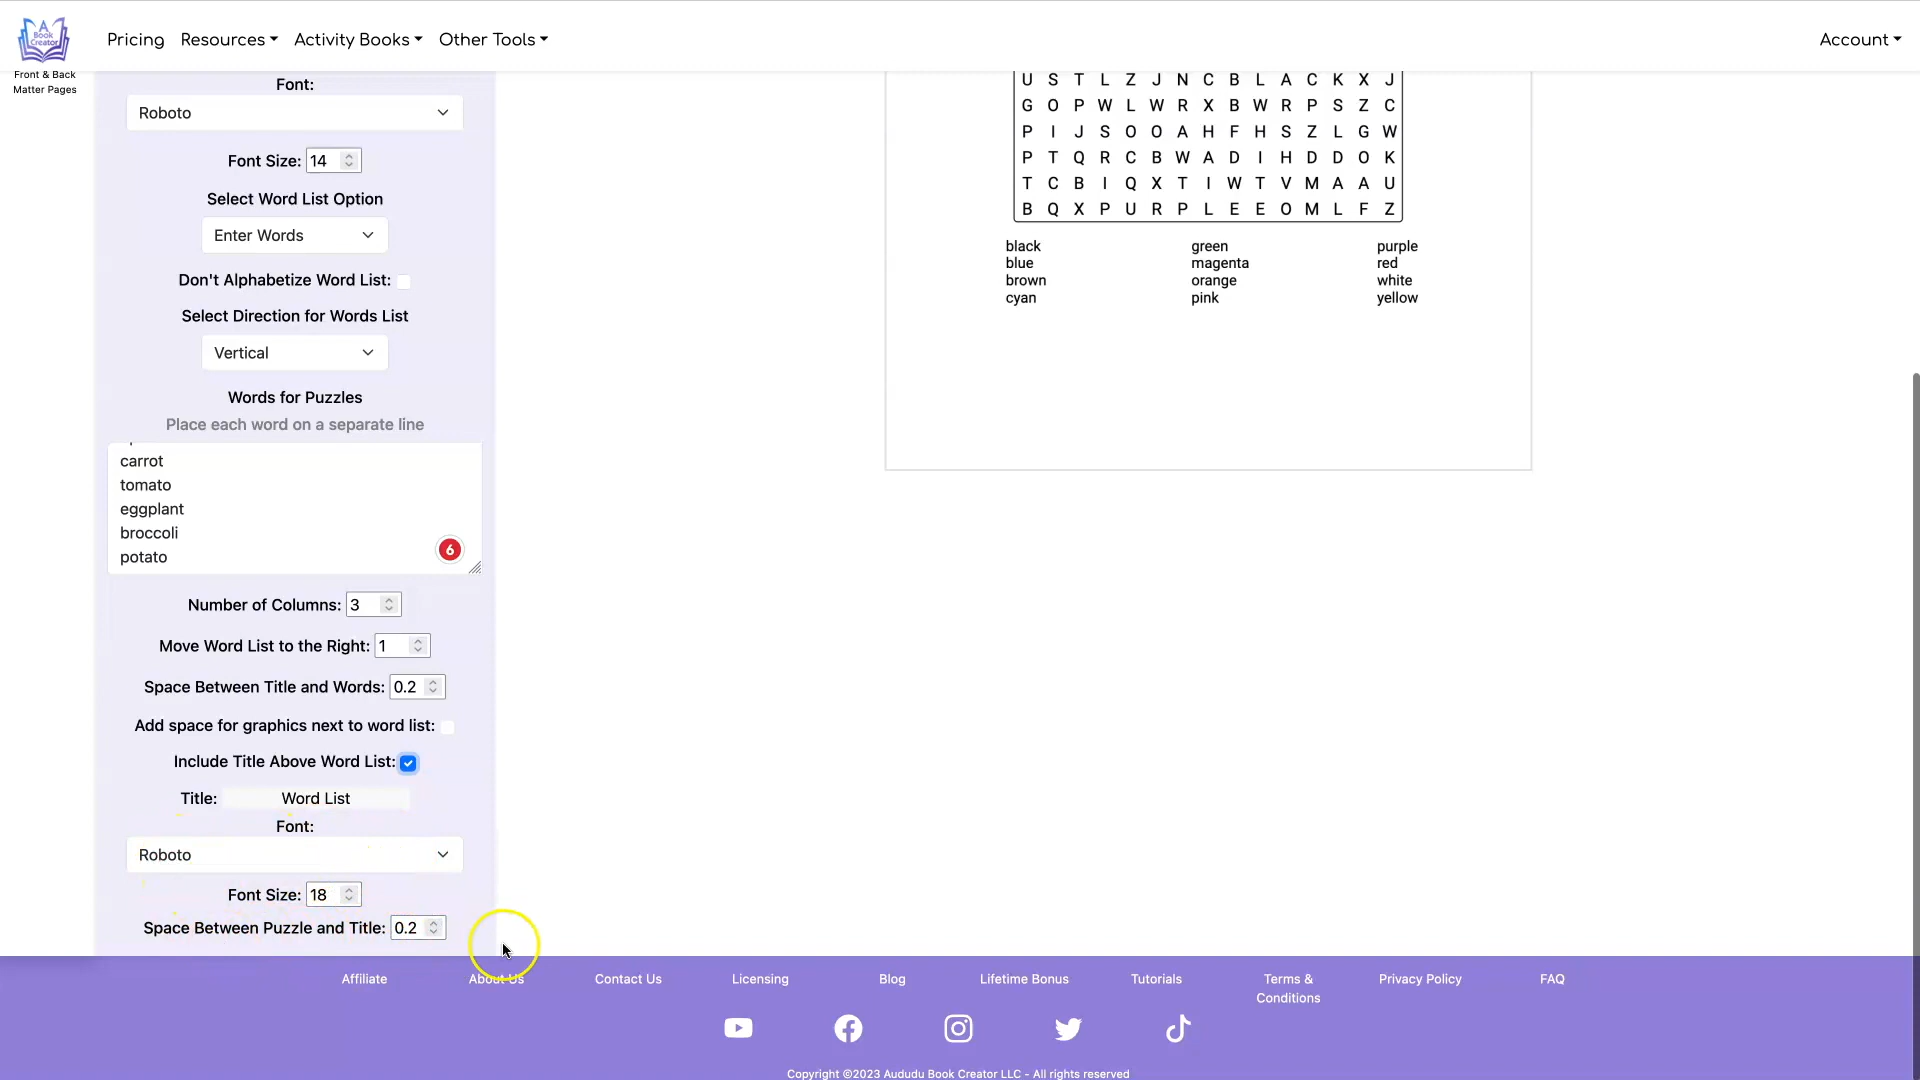 A
Book
Creator
Pricing
Resources
Activity Books
Other Tools
Account
Front & Back
Matter Pages
Font:
Roboto
Font Size: 14
Select Word List Option
Enter Words
Don't Alphabetize Word List:
Select Direction for Words List
Vertical
Words for Puzzles
Place each word on a separate line
carrot
tomato
eggplant
broccoli
potato
6
Number of Columns: 3
Move Word List to the Right: 1
Space Between Title and Words: 0.2
Add space for graphics next to word list:
Include Title Above Word List:
Title: Word List
Font:
Roboto
Font Size: 18
Space Between Puzzle and Title: 0.2
U S T L Z J N C B L A C K X J
G O P W L W R X B W R P S Z C
P I J S O O A H F H S Z L G W
P T Q R C B W A D I H D D O K
T C B I Q X T I W T V M A A U
B Q X P U R P L E E O M L F Z
black green purple
blue magenta red
brown orange white
cyan pink yellow
Affiliate
About Us
Contact Us
Licensing
Blog
Lifetime Bonus
Tutorials
Terms &
Conditions
Privacy Policy
FAQ
Copyright ©2023 Aududu Book Creator LLC - All rights reserved